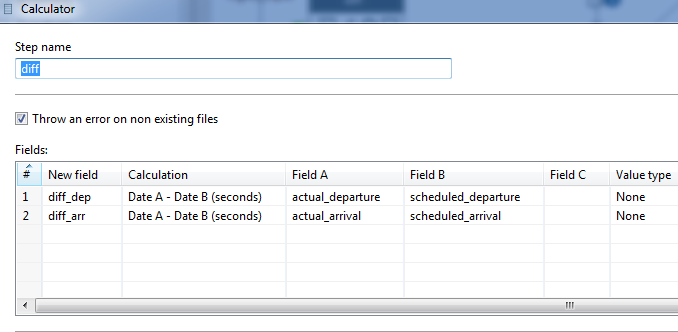 Calculator
Step name
diff
Throw an error on non existing files
Fields:
# New field Calculation Field A Field B Field C Value type
1 diff_dep Date A - Date B (seconds) actual_departure scheduled_departure None
2 diff_arr Date A - Date B (seconds) actual_arrival scheduled_arrival None